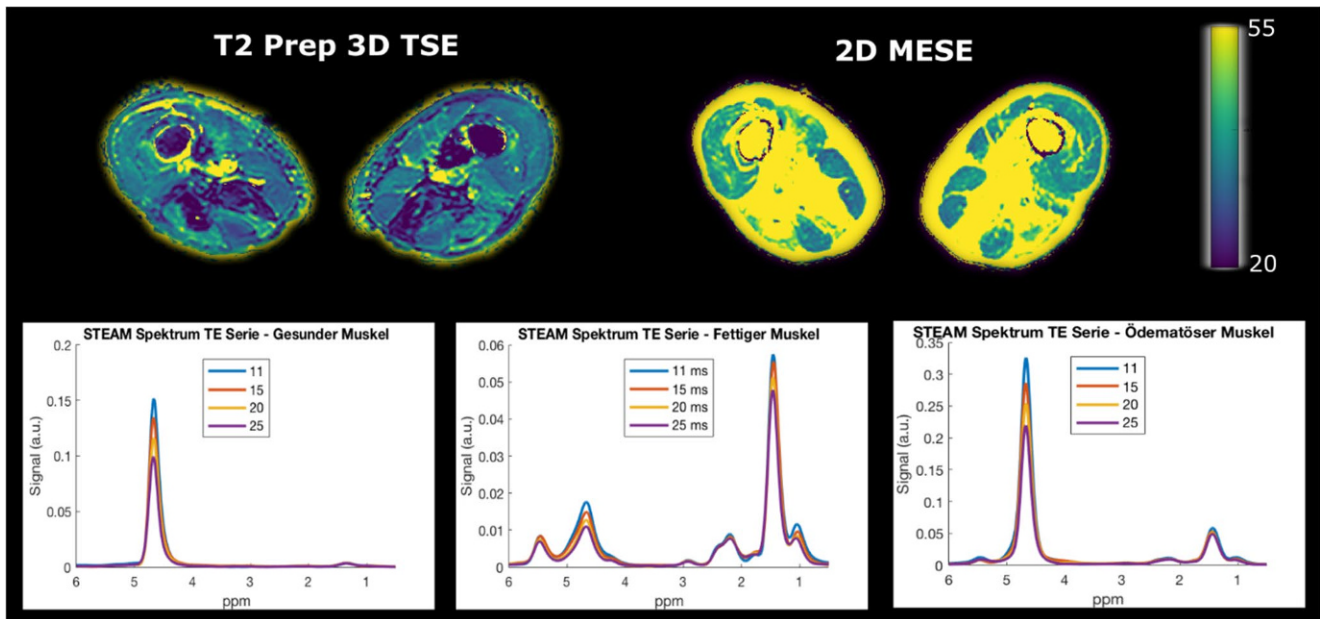 T2 Prep 3D TSE
2D MESE
55
20
STEAM Spektrum TE Serie - Gesunder Muskel
0.2
0.15
0.1
0.05
0
Signal (a.u.)
11
15
20
25
6 5 4 3 2 1
ppm
STEAM Spektrum TE Serie - Fettiger Muskel
0.06
0.05
0.04
0.03
0.02
0.01
0
Signal (a.u.)
11 ms
15 ms
20 ms
25 ms
6 5 4 3 2 1
ppm
STEAM Spektrum TE Serie - Ödematöser Muskel
0.35
0.3
0.25
0.2
0.15
0.1
0.05
0
Signal (a.u.)
11
15
20
25
6 5 4 3 2 1
ppm